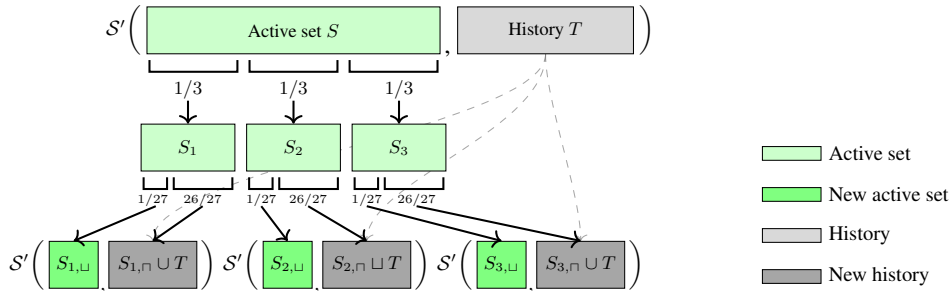 𝒮′( Active set S , History T )
1/3 1/3 1/3
S₁ S₂ S₃
1/27 26/27 1/27 26/27 1/27 26/27
𝒮′( S₁,⊔ , S₁,⊓ ∪ T ) 𝒮′( S₂,⊔ , S₂,⊓ ⊔ T ) 𝒮′( S₃,⊔ , S₃,⊓ ∪ T )
Active set
New active set
History
New history